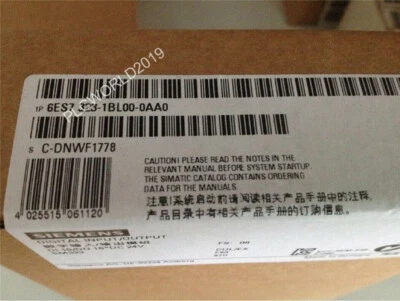 PLCWORLD2019
1P 6ES7 323-1BL00-0AA0
S C-DNWF1778
CAUTION! PLEASE READ THE NOTES IN THE
RELEVANT MANUAL BEFORE SYSTEM STARTUP.
THE SIMATIC CATALOG CONTAINS ORDERING
DATA FOR THE MANUALS.
注意!系统启动前请阅读相关产品手册中的注释,
产品目录中有相关手册的订购信息。
4 025515 061120
SIEMENS
DIGITAL INPUT/OUTPUT